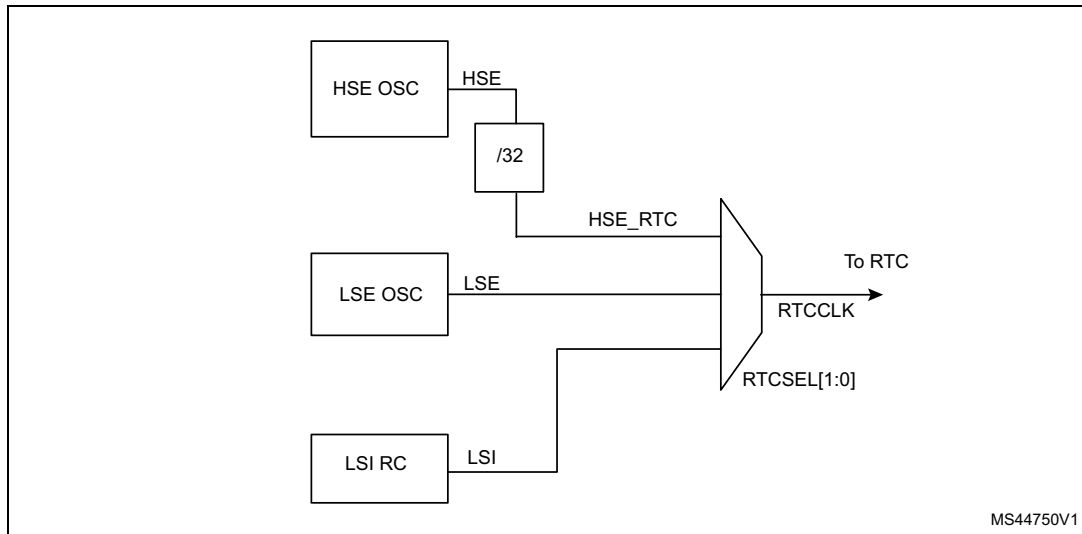 HSE OSC
HSE
/32
HSE_RTC
To RTC
LSE OSC
LSE
RTCCLK
RTCSEL[1:0]
LSI RC
LSI
MS44750V1